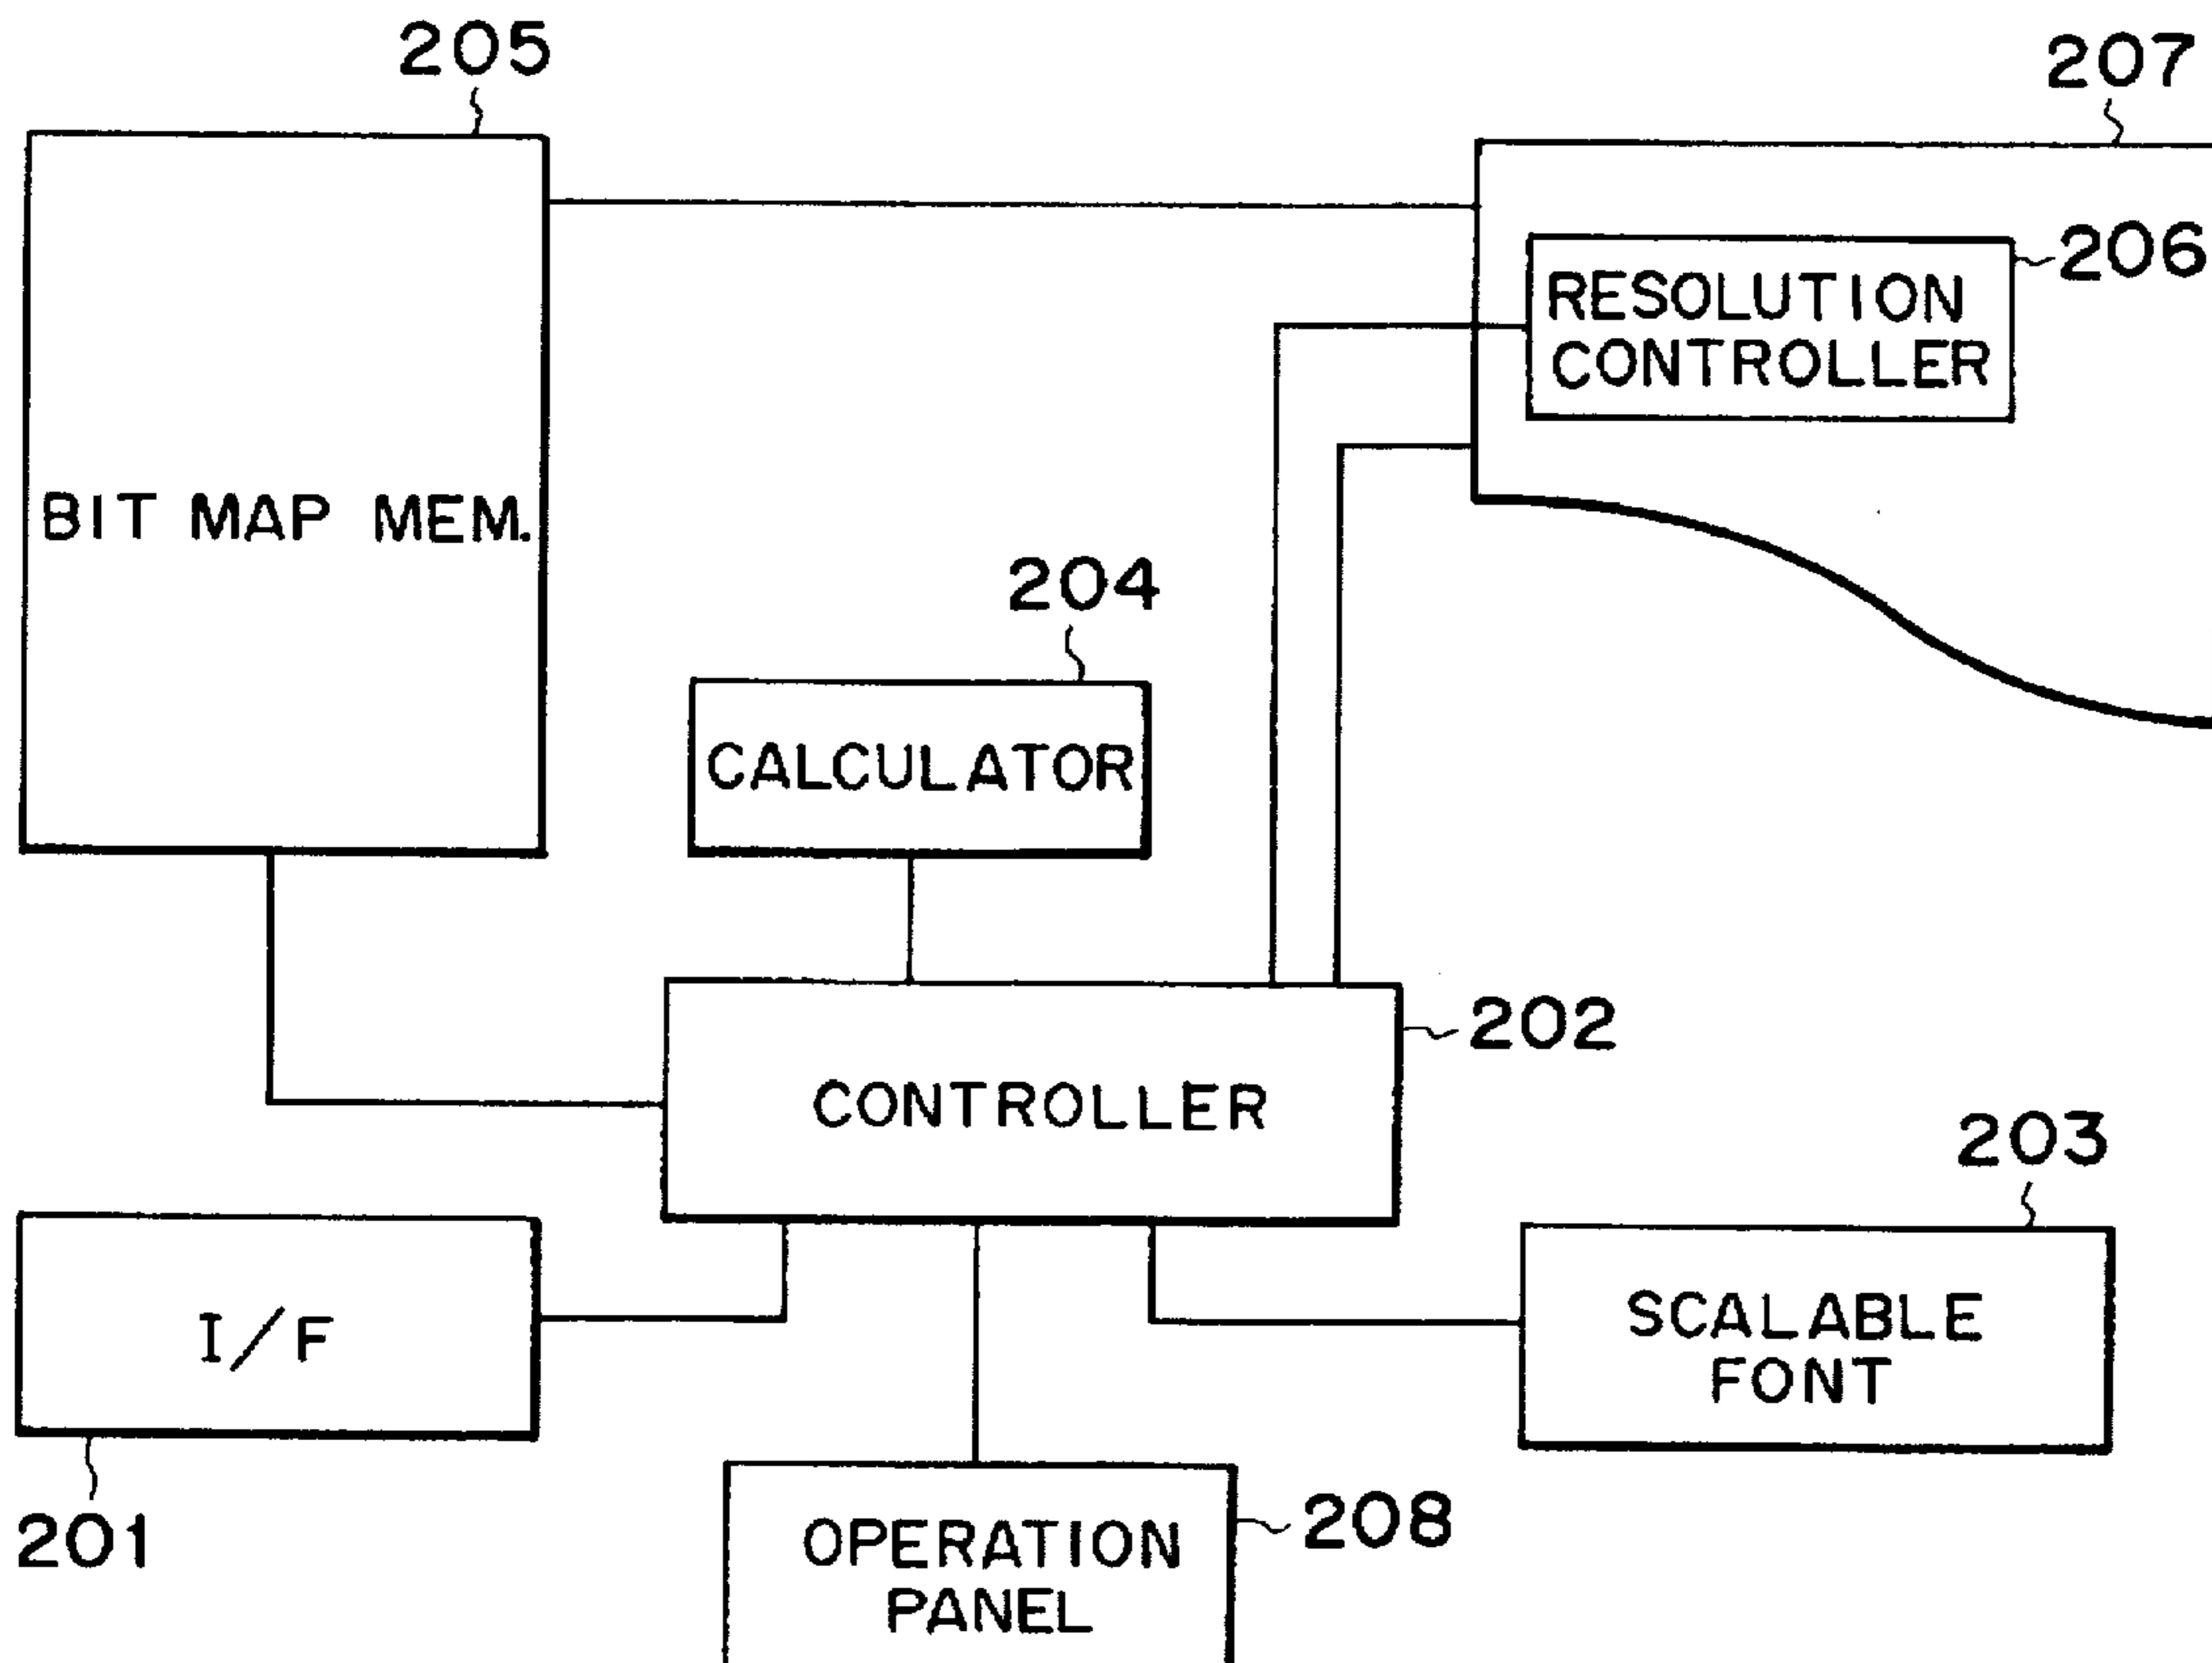 205
207
206
RESOLUTION
CONTROLLER
BIT MAP MEM.
204
CALCULATOR
202
CONTROLLER
203
SCALABLE
FONT
I/F
201
208
OPERATION
PANEL